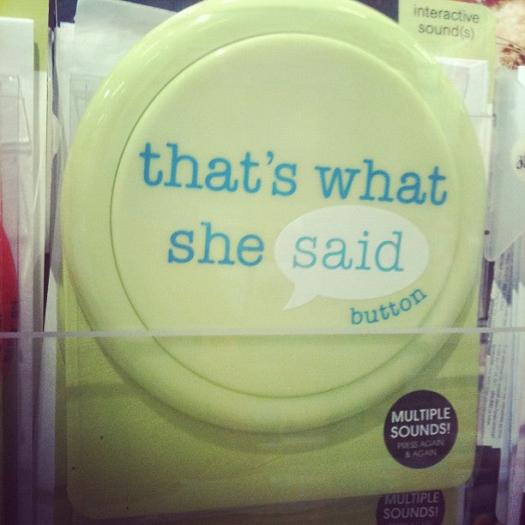 interactive
sound(s)
that's what
she said
button
MULTIPLE
SOUNDS!
PRESS AGAIN
& AGAIN
MULTIPLE
SOUNDS!